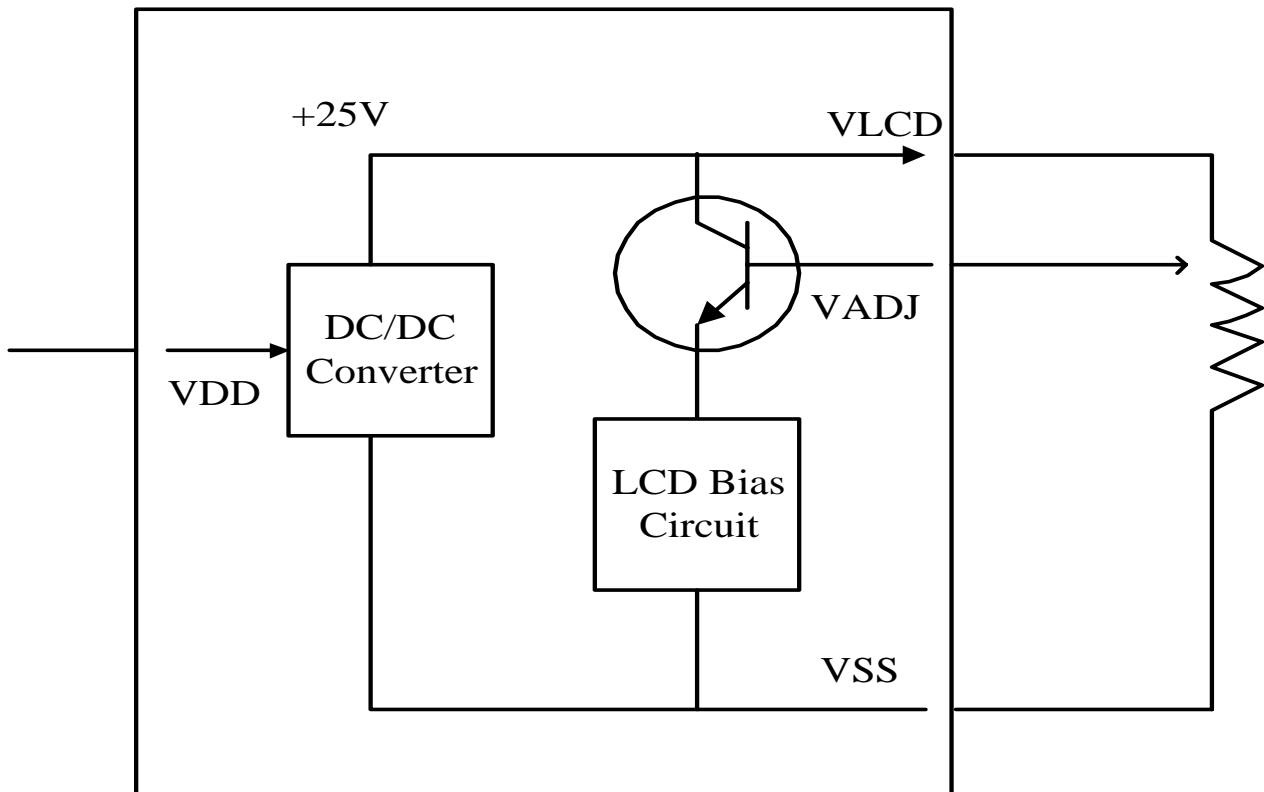 +25V
VLCD
VADJ
DC/DC
Converter
VDD
LCD Bias
Circuit
VSS